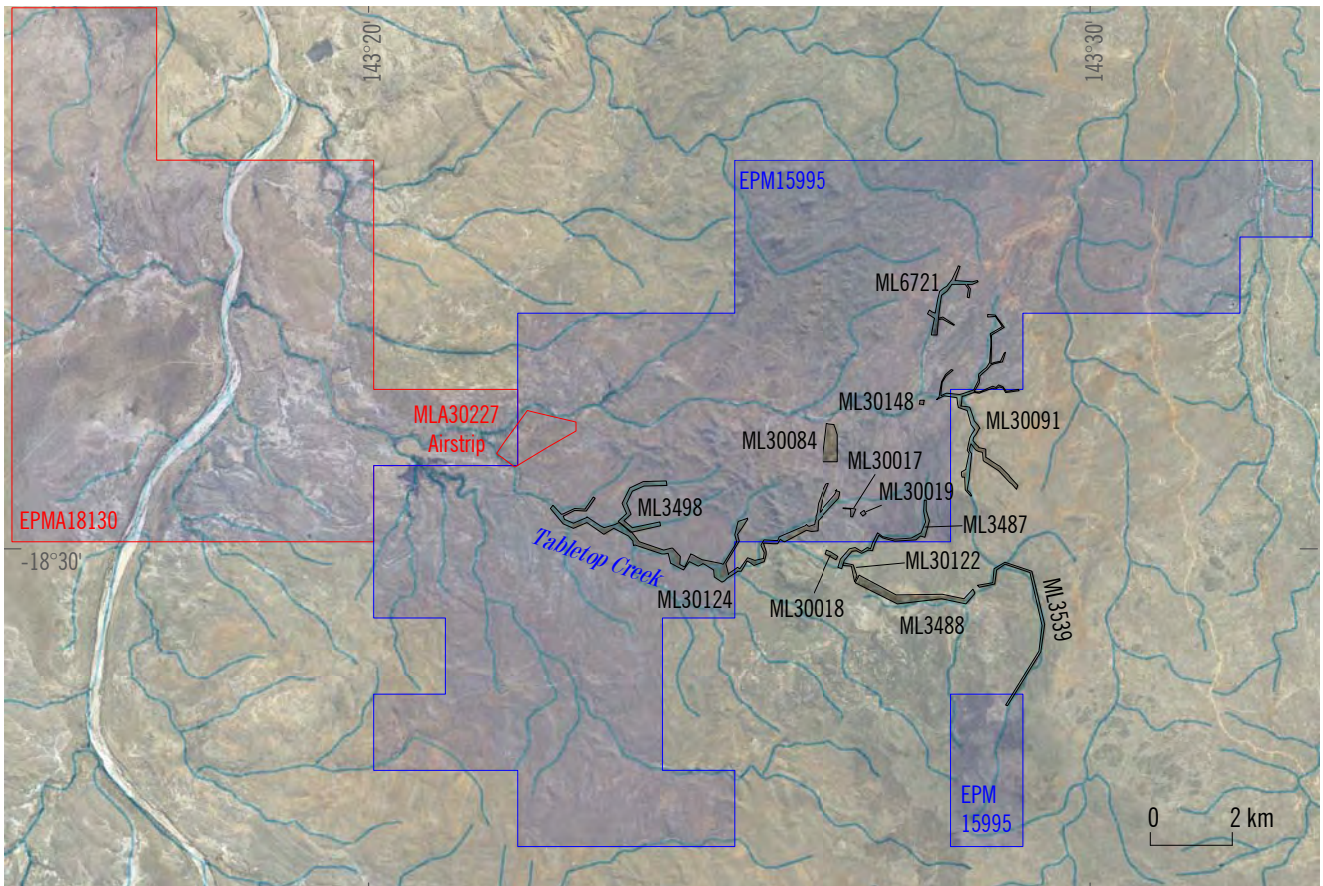 143°20'
143°30'
EPM15995
ML6721
MLA30227
Airstrip
ML30148
ML30091
ML30084
ML30017
ML30019
ML3498
ML3487
EPMA18130
-18°30'
Tabletop Creek
ML30122
ML30124
ML30018
ML3488
ML3539
EPM
15995
0 2 km